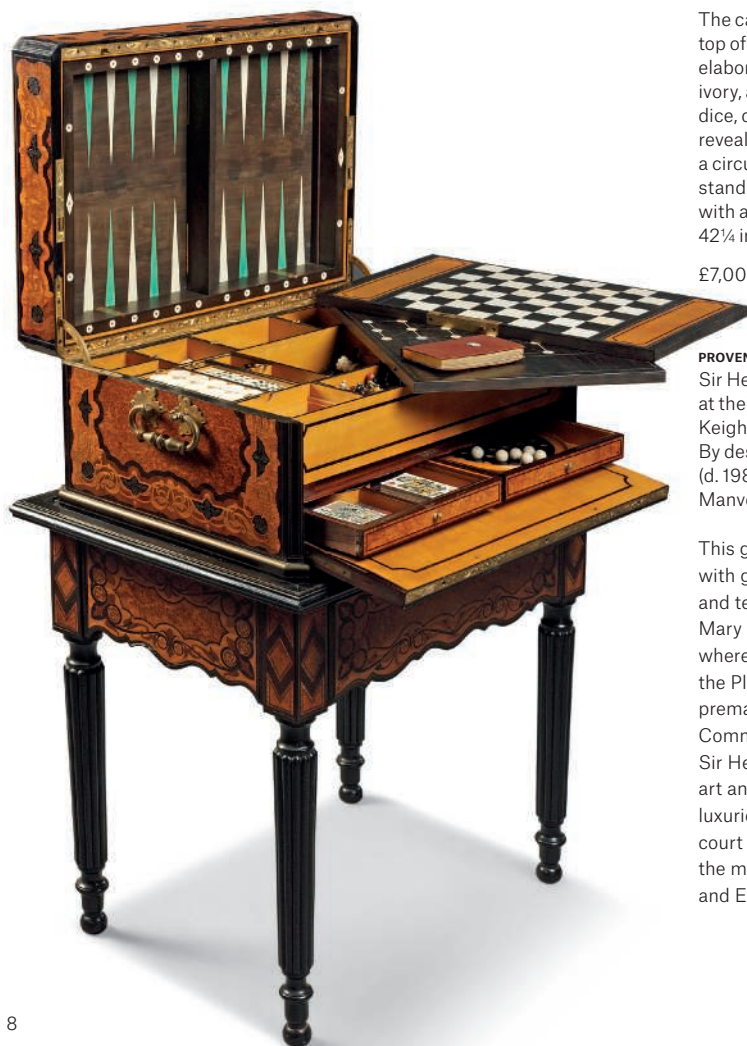 The ca
top of
elabor
ivory, a
dice, c
reveal
a circu
stand
with a
42¼ in
£7,00
PROVEN
Sir He
at the
Keigh
By des
(d. 198
Manve
This g
with g
and te
Mary
where
the Pl
prema
Comm
Sir He
art an
luxurie
court
the m
and E
8